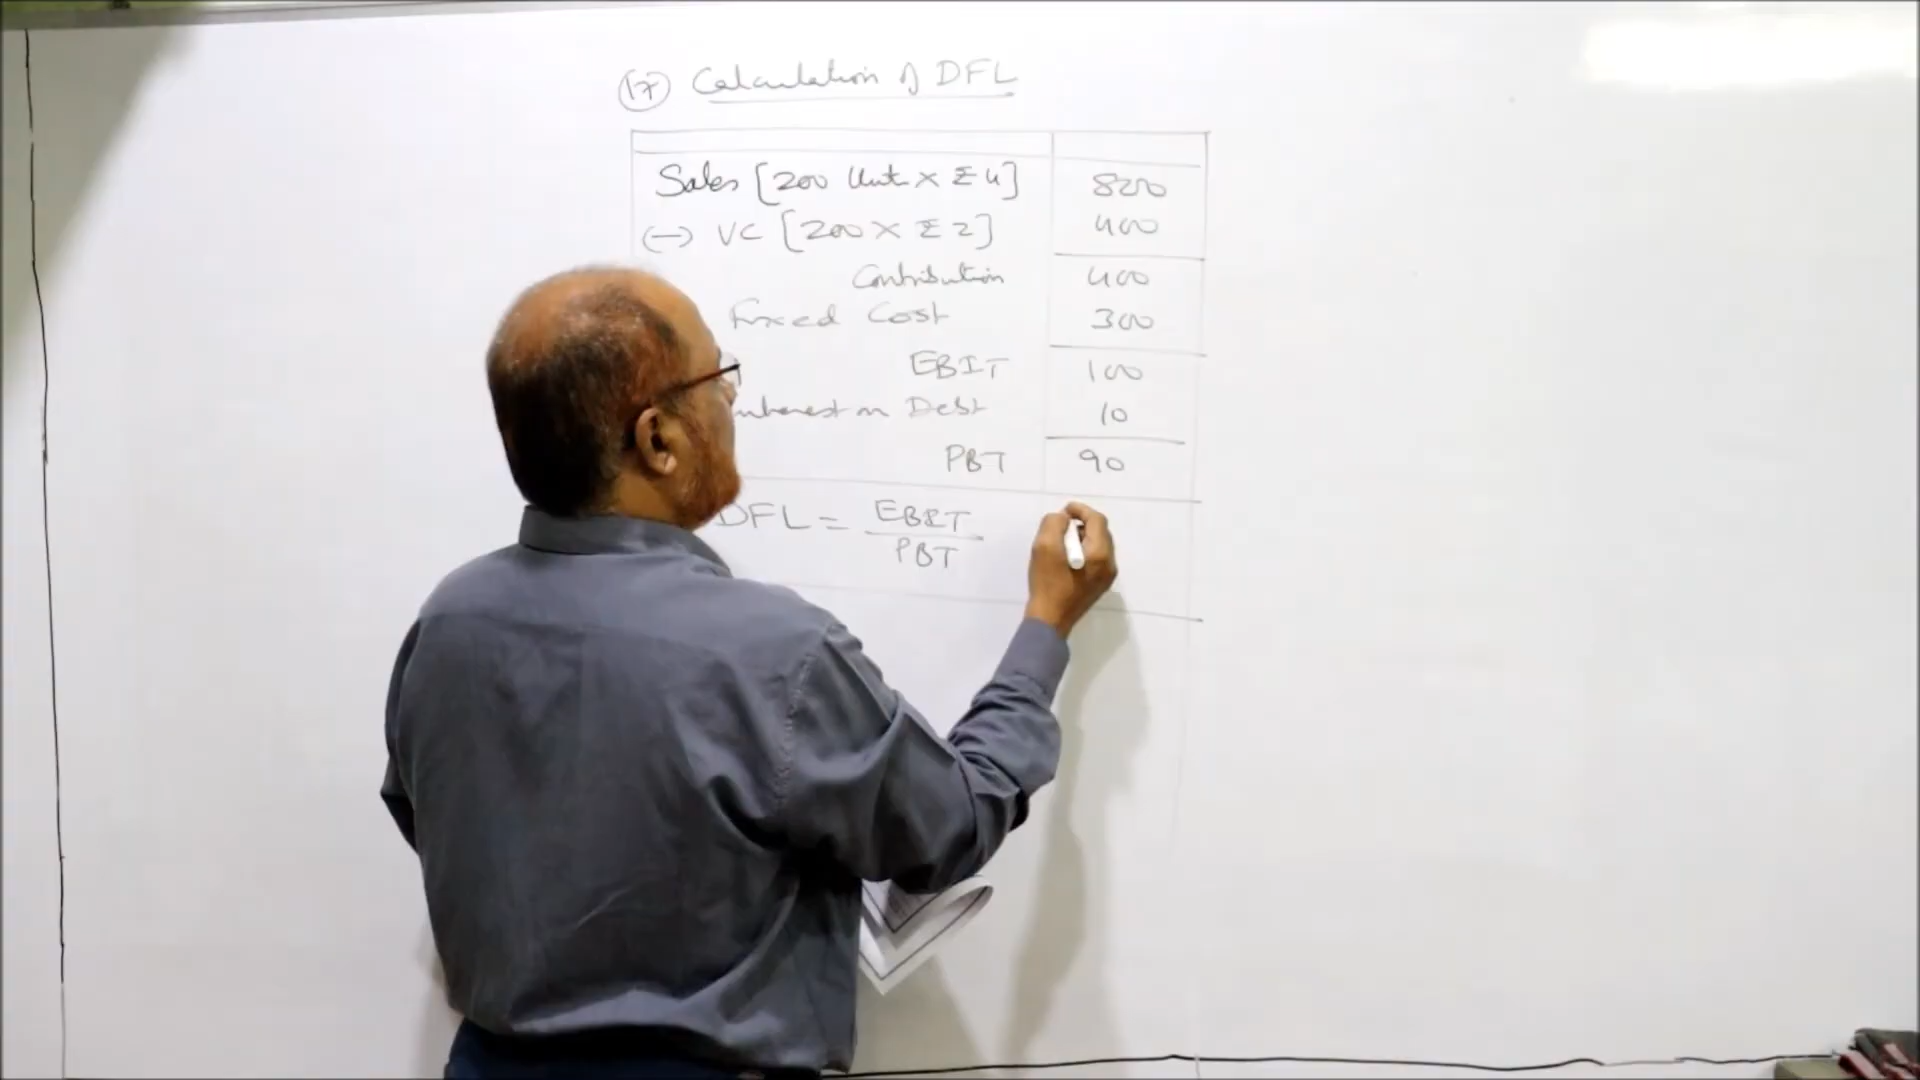 17 Calculation of DFL
Sales [200 Unit × ₹ 4] 800
(-) VC [200 × ₹ 2] 400
Contribution 400
Fixed Cost 300
EBIT 100
Interest on Debt 10
PBT 90
DFL = EBIT
PBT